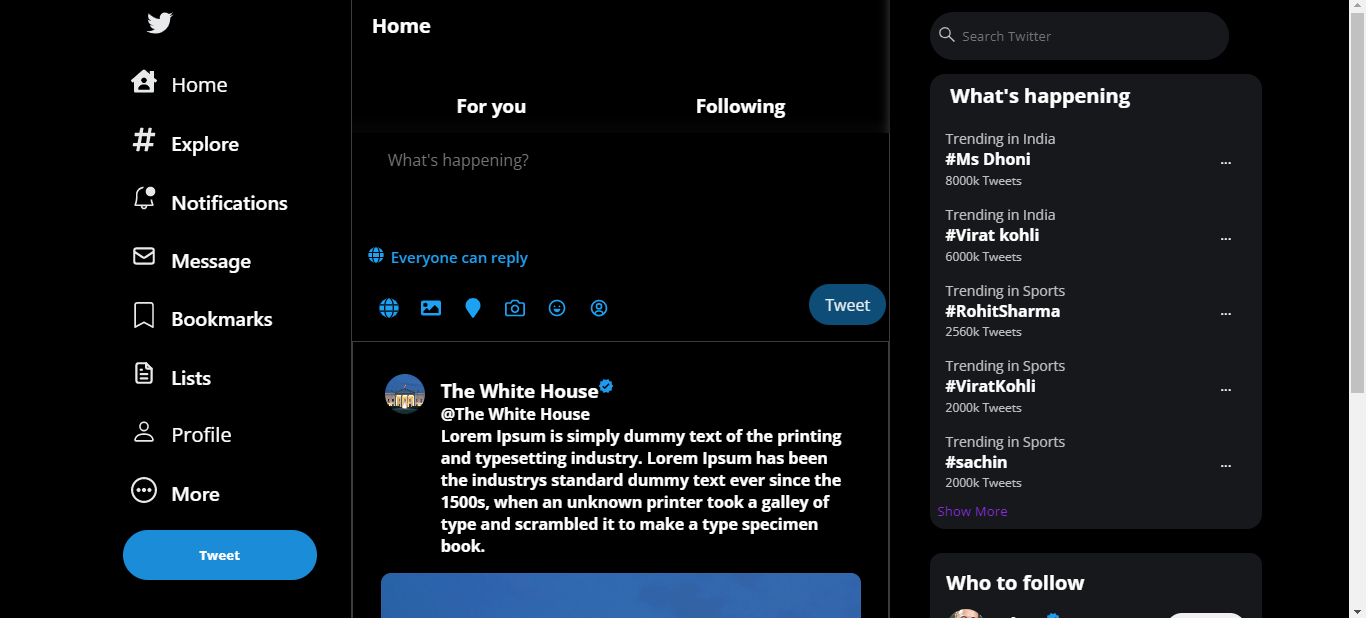 Home
Explore
Notifications
Message
Bookmarks
Lists
Profile
More
Tweet
Home
For you
Following
What's happening?
Everyone can reply
Tweet
The White House
@The White House
Lorem Ipsum is simply dummy text of the printing
and typesetting industry. Lorem Ipsum has been
the industrys standard dummy text ever since the
1500s, when an unknown printer took a galley of
type and scrambled it to make a type specimen
book.
Search Twitter
What's happening
Trending in India
#Ms Dhoni
...
8000k Tweets
Trending in India
#Virat kohli
...
6000k Tweets
Trending in Sports
#RohitSharma
...
2560k Tweets
Trending in Sports
#ViratKohli
...
2000k Tweets
Trending in Sports
#sachin
...
2000k Tweets
Show More
Who to follow